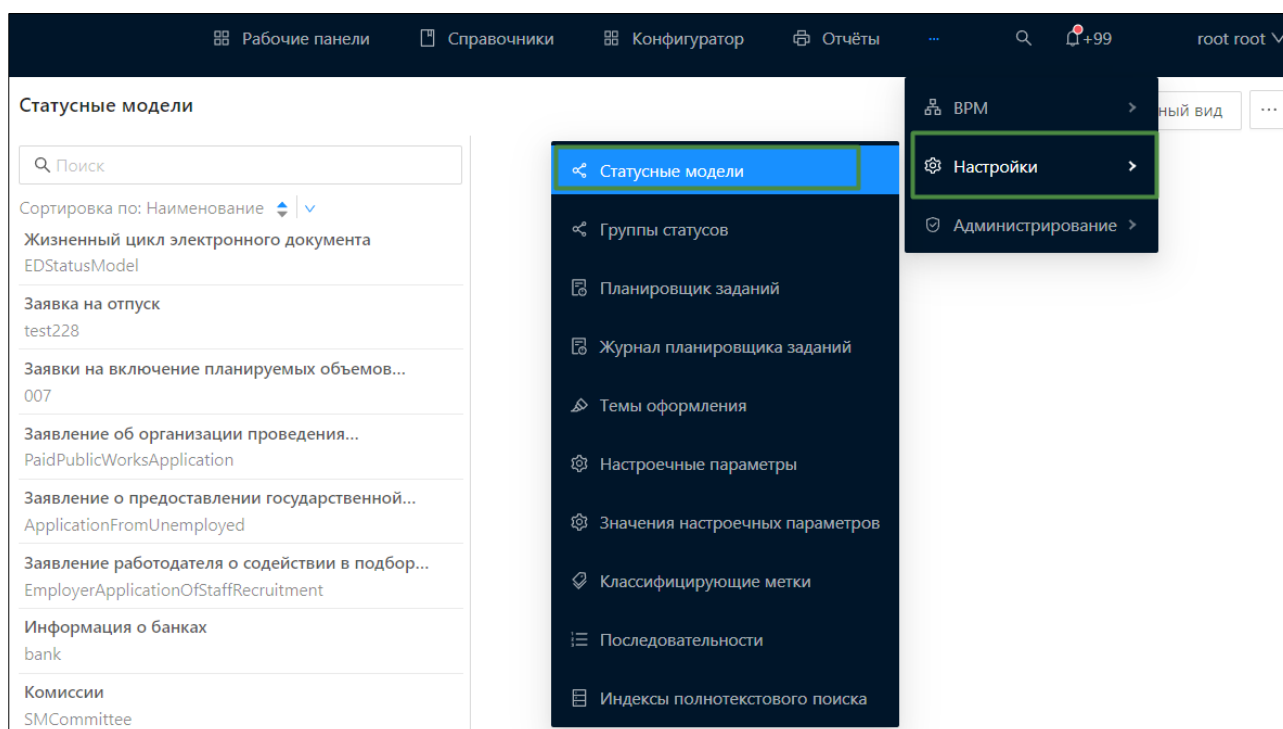 Рабочие панели Справочники Конфигуратор Отчёты ... +99 root root
Статусные модели
Поиск
Сортировка по: Наименование
Жизненный цикл электронного документа
EDStatusModel
Заявка на отпуск
test228
Заявки на включение планируемых объемов...
007
Заявление об организации проведения...
PaidPublicWorksApplication
Заявление о предоставлении государственной...
ApplicationFromUnemployed
Заявление работодателя о содействии в подбор...
EmployerApplicationOfStaffRecruitment
Информация о банках
bank
Комиссии
SMCommittee
Статусные модели
Группы статусов
Планировщик заданий
Журнал планировщика заданий
Темы оформления
Настроечные параметры
Значения настроечных параметров
Классифицирующие метки
Последовательности
Индексы полнотекстового поиска
BPM
Настройки
Администрирование
ный вид ...